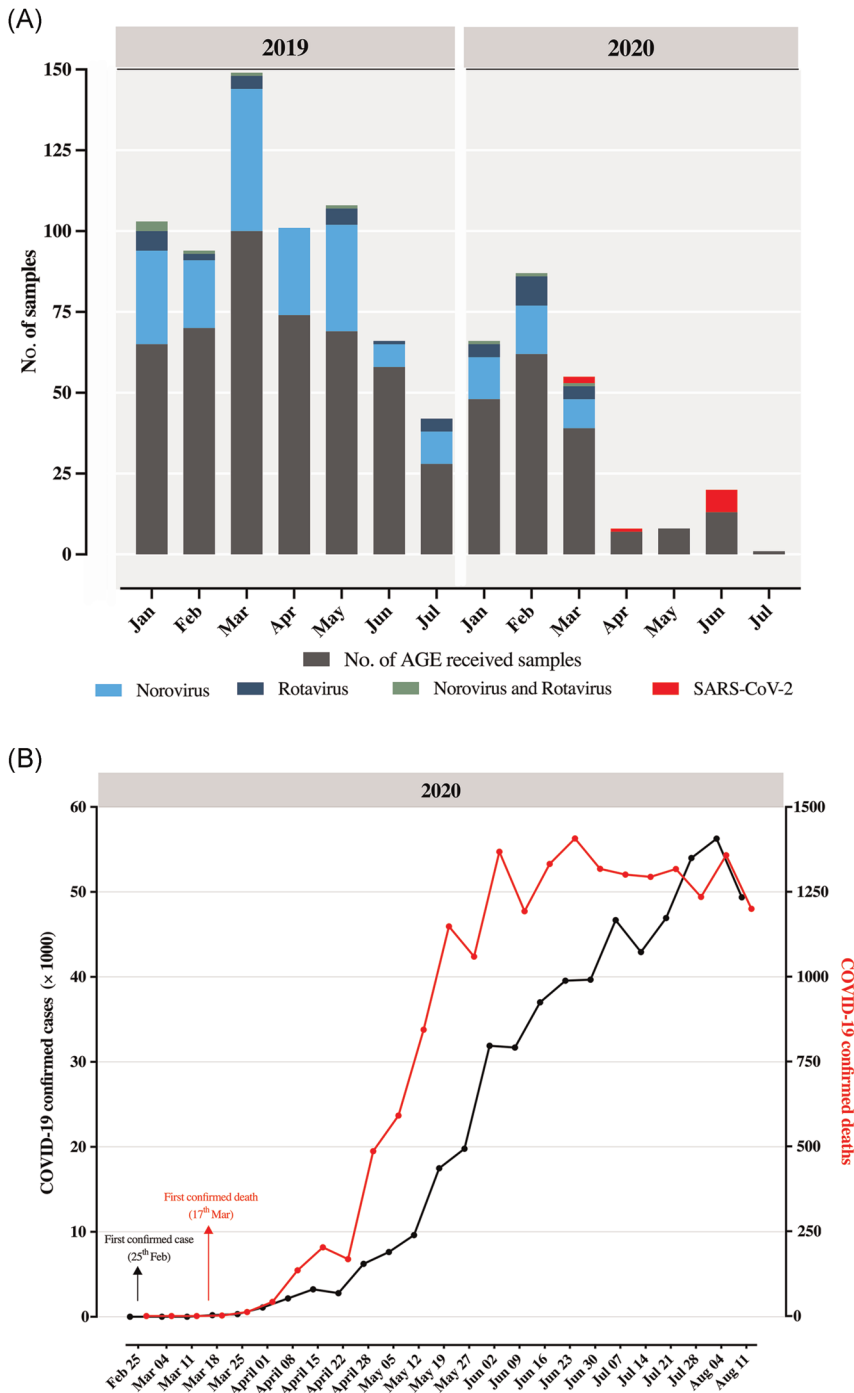 (A)
2019 2020
150
125
100
75
50
25
0
No. of samples
Jan Feb Mar Apr May Jun Jul Jan Feb Mar Apr May Jun Jul
No. of AGE received samples
Norovirus Rotavirus Norovirus and Rotavirus SARS-CoV-2
(B)
2020
60 1500
50 1250
40 1000
30 750
20 500
10 250
0 0
COVID-19 confirmed cases (× 1000)
COVID-19 confirmed deaths
First confirmed death
(17th Mar)
First confirmed case
(25th Feb)
Feb 25 Mar 04 Mar 11 Mar 18 Mar 25 April 01 April 08 April 15 April 22 April 28 May 05 May 12 May 19 May 27 Jun 02 Jun 09 Jun 16 Jun 23 Jun 30 Jul 07 Jul 14 Jul 21 Jul 28 Aug 04 Aug 11